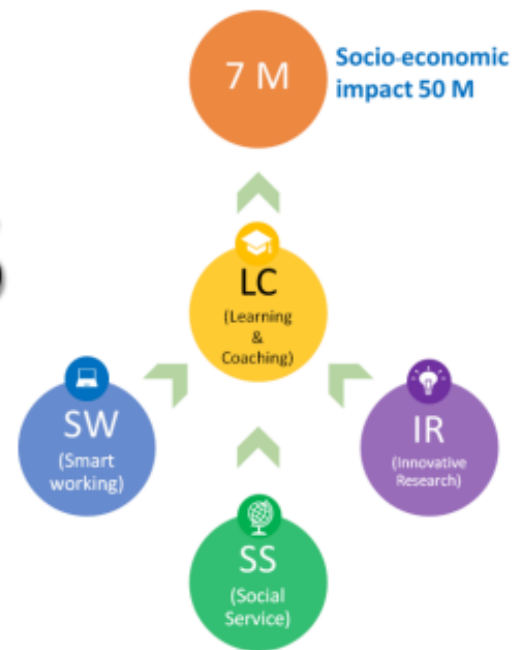 7 M
Socio-economic
impact 50 M
LC
(Learning
&
Coaching)
SW
(Smart
working)
IR
(Innovative
Research)
SS
(Social
Service)